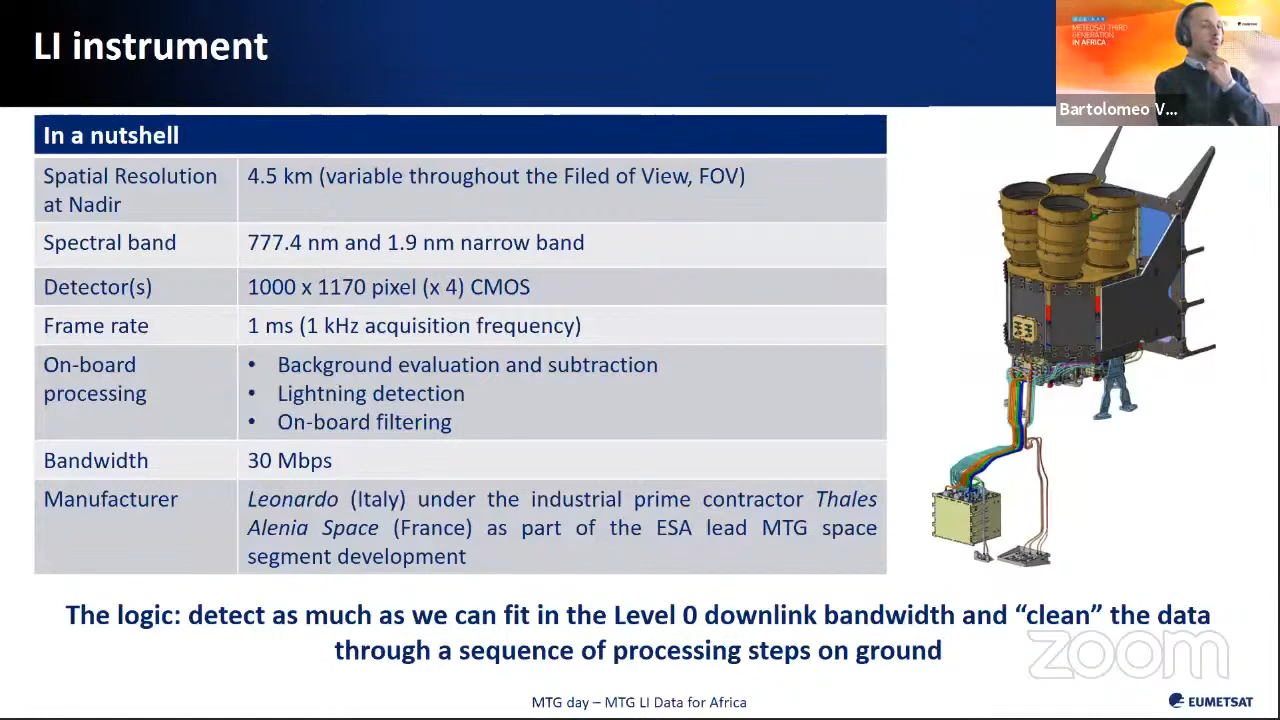 LI instrument
WEBINAR
METEOSAT THIRD
GENERATION
IN AFRICA
Bartolomeo V...
In a nutshell
Spatial Resolution
at Nadir
4.5 km (variable throughout the Filed of View, FOV)
Spectral band
777.4 nm and 1.9 nm narrow band
Detector(s)
1000 x 1170 pixel (x 4) CMOS
Frame rate
1 ms (1 kHz acquisition frequency)
On-board
processing
• Background evaluation and subtraction
• Lightning detection
• On-board filtering
Bandwidth
30 Mbps
Manufacturer
Leonardo (Italy) under the industrial prime contractor Thales
Alenia Space (France) as part of the ESA lead MTG space
segment development
The logic: detect as much as we can fit in the Level 0 downlink bandwidth and “clean” the data
through a sequence of processing steps on ground
zoom
MTG day – MTG LI Data for Africa
EUMETSAT